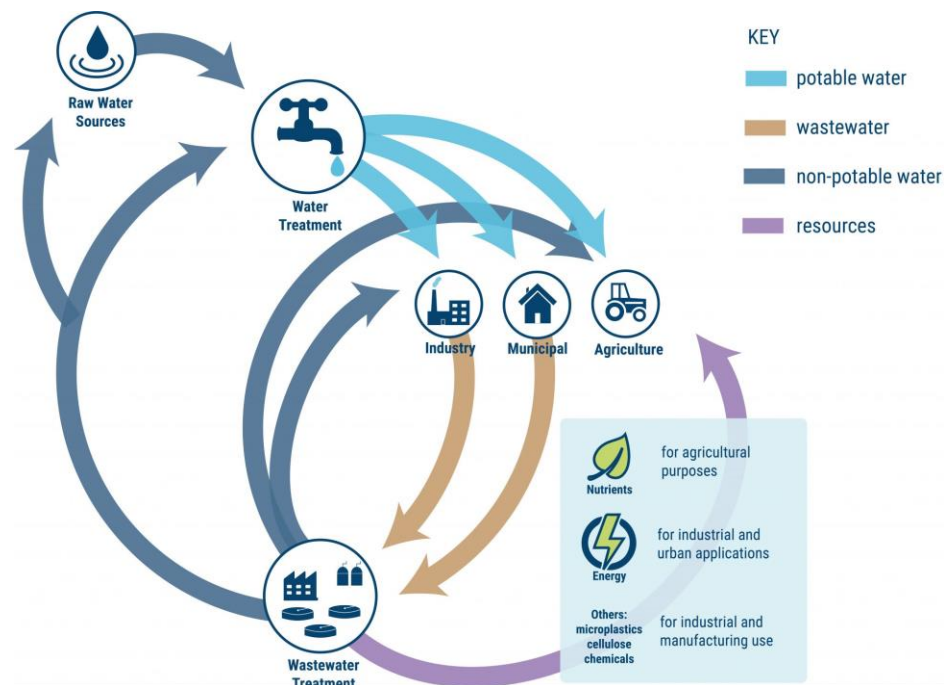 Raw Water
Sources
Water
Treatment
Industry
Municipal
Agriculture
Wastewater
Treatment
KEY
potable water
wastewater
non-potable water
resources
Nutrients
for agricultural
purposes
Energy
for industrial and
urban applications
Others:
microplastics
cellulose
chemicals
for industrial and
manufacturing use